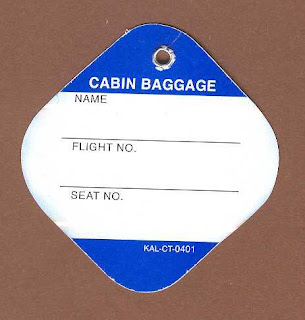 CABIN BAGGAGE
NAME
FLIGHT NO.
SEAT NO.
KAL-CT-0401